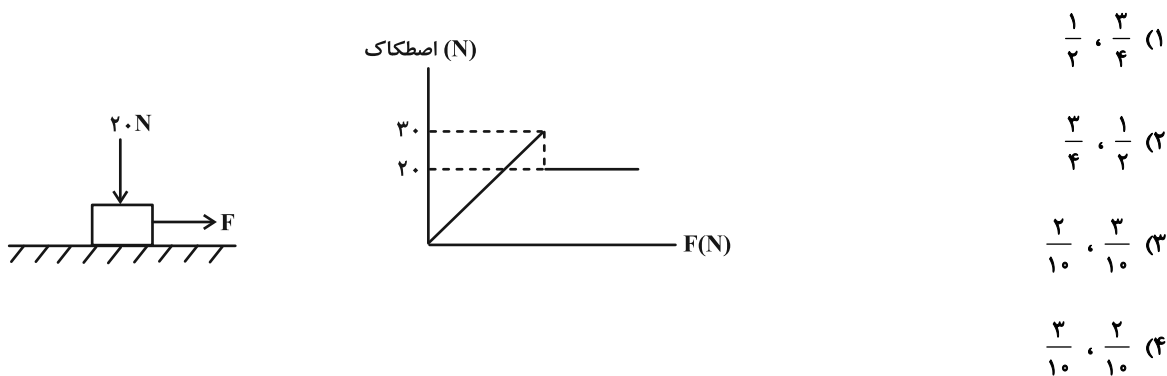 ۲۰N
F
اصطکاک (N)
۳۰
۲۰
F(N)
۱) ۳/۴ ، ۱/۲
۲) ۱/۲ ، ۳/۴
۳) ۳/۱۰ ، ۲/۱۰
۴) ۲/۱۰ ، ۳/۱۰